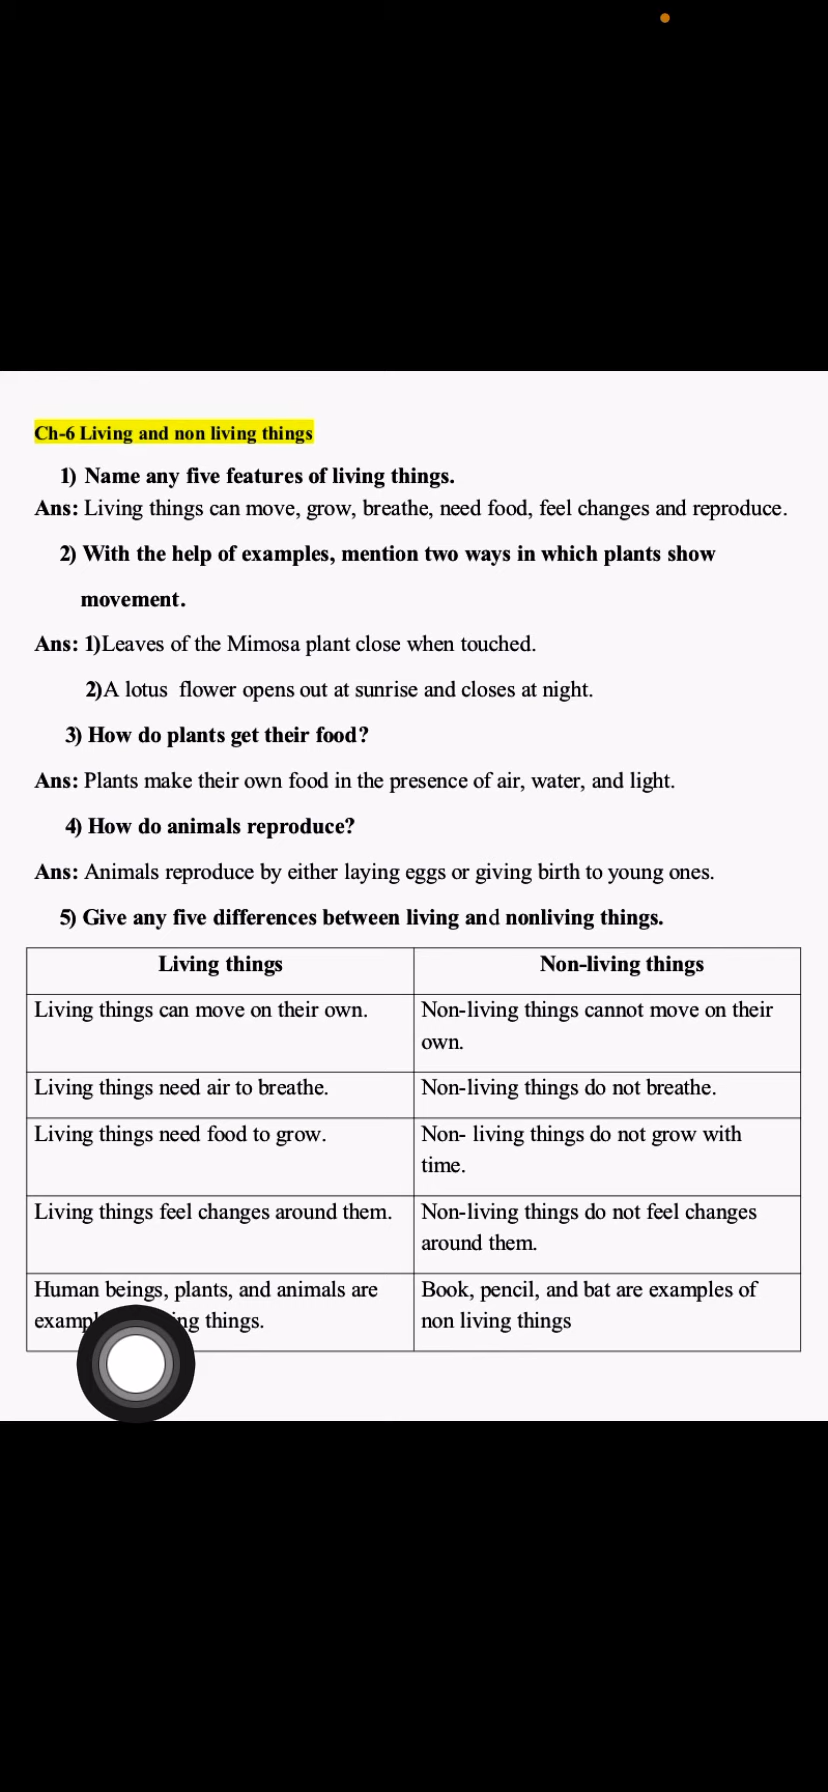 Ch-6 Living and non living things
1) Name any five features of living things.
Ans: Living things can move, grow, breathe, need food, feel changes and reproduce.
2) With the help of examples, mention two ways in which plants show
movement.
Ans: 1)Leaves of the Mimosa plant close when touched.
2)A lotus flower opens out at sunrise and closes at night.
3) How do plants get their food?
Ans: Plants make their own food in the presence of air, water, and light.
4) How do animals reproduce?
Ans: Animals reproduce by either laying eggs or giving birth to young ones.
5) Give any five differences between living and nonliving things.
Living things
Non-living things
Living things can move on their own.
Non-living things cannot move on their
own.
Living things need air to breathe.
Non-living things do not breathe.
Living things need food to grow.
Non- living things do not grow with
time.
Living things feel changes around them.
Non-living things do not feel changes
around them.
Human beings, plants, and animals are
things.
Book, pencil, and bat are examples of
non living things